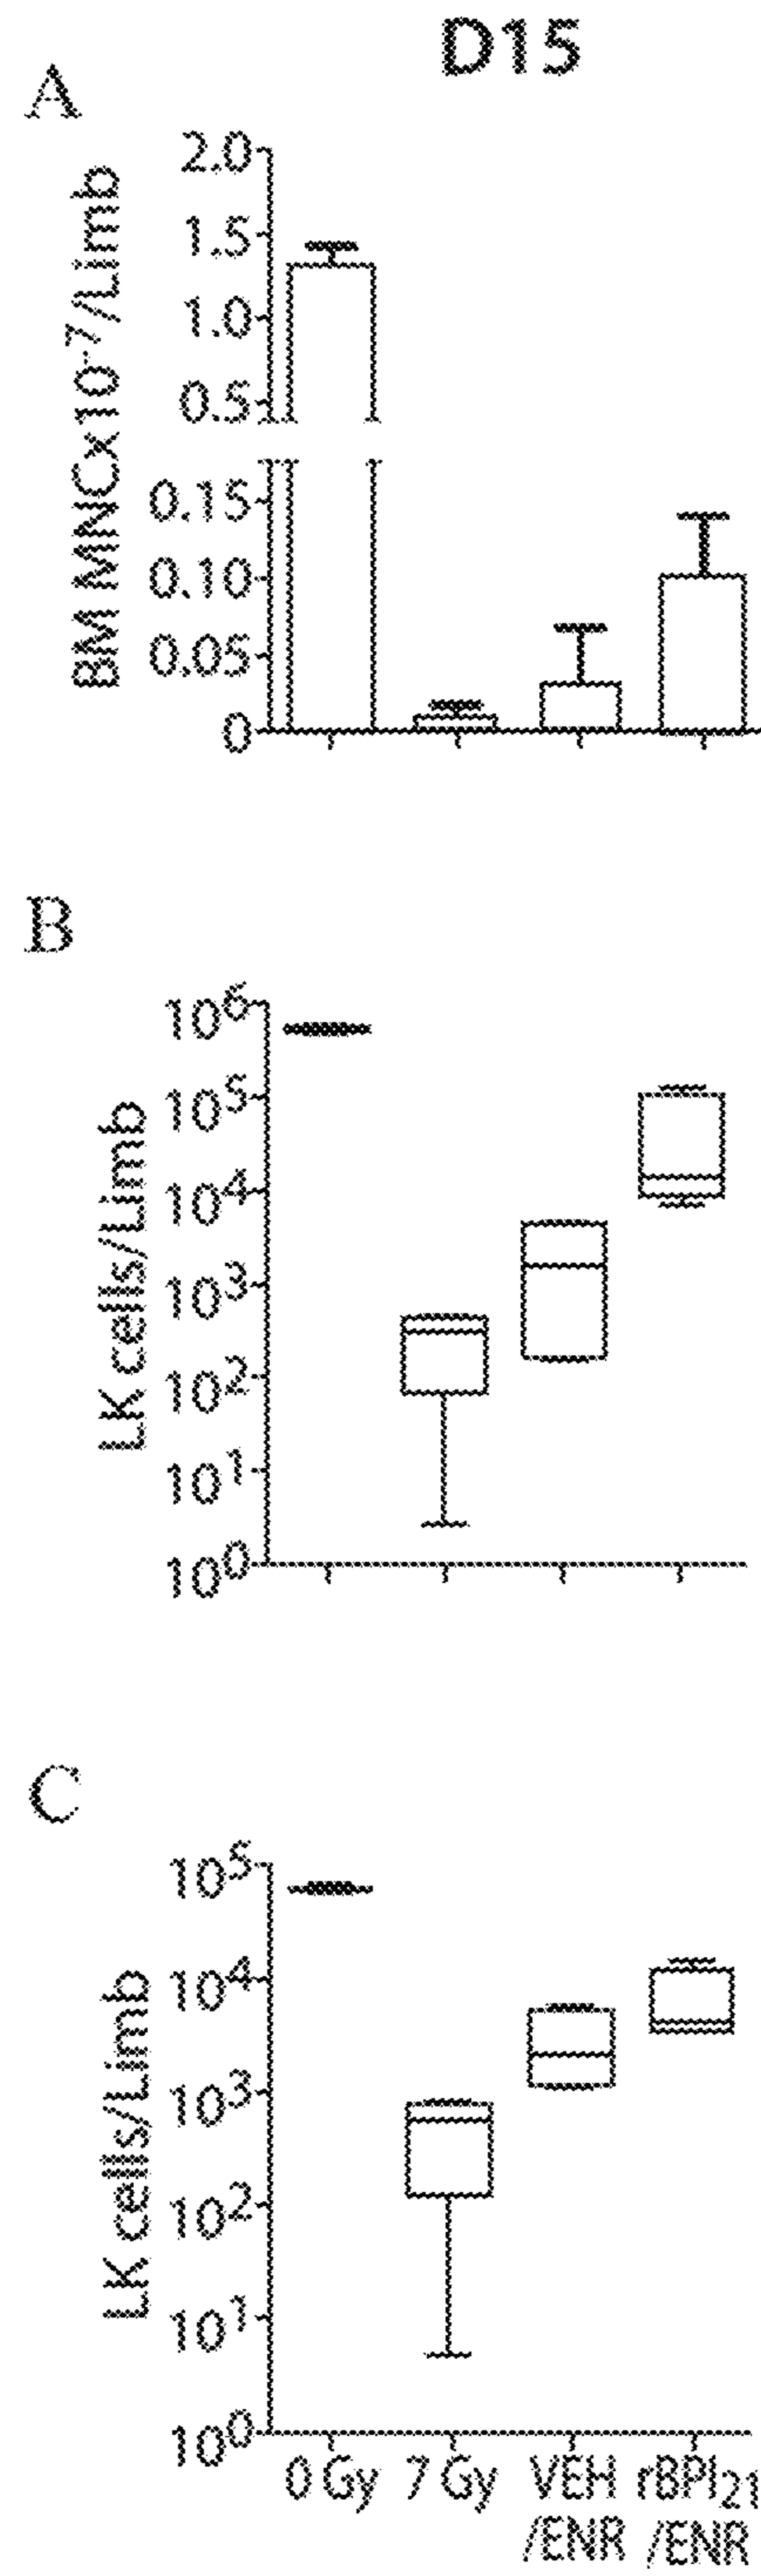 D15
A
BM MNCx10⁻⁷/Limb
2.0
1.5
1.0
0.5
0.15
0.10
0.05
0
B
LK cells/Limb
10⁶
10⁵
10⁴
10³
10²
10¹
10⁰
C
LK cells/Limb
10⁵
10⁴
10³
10²
10¹
10⁰
0 Gy 7 Gy VEH rBPI₂₁
/ENR /ENR